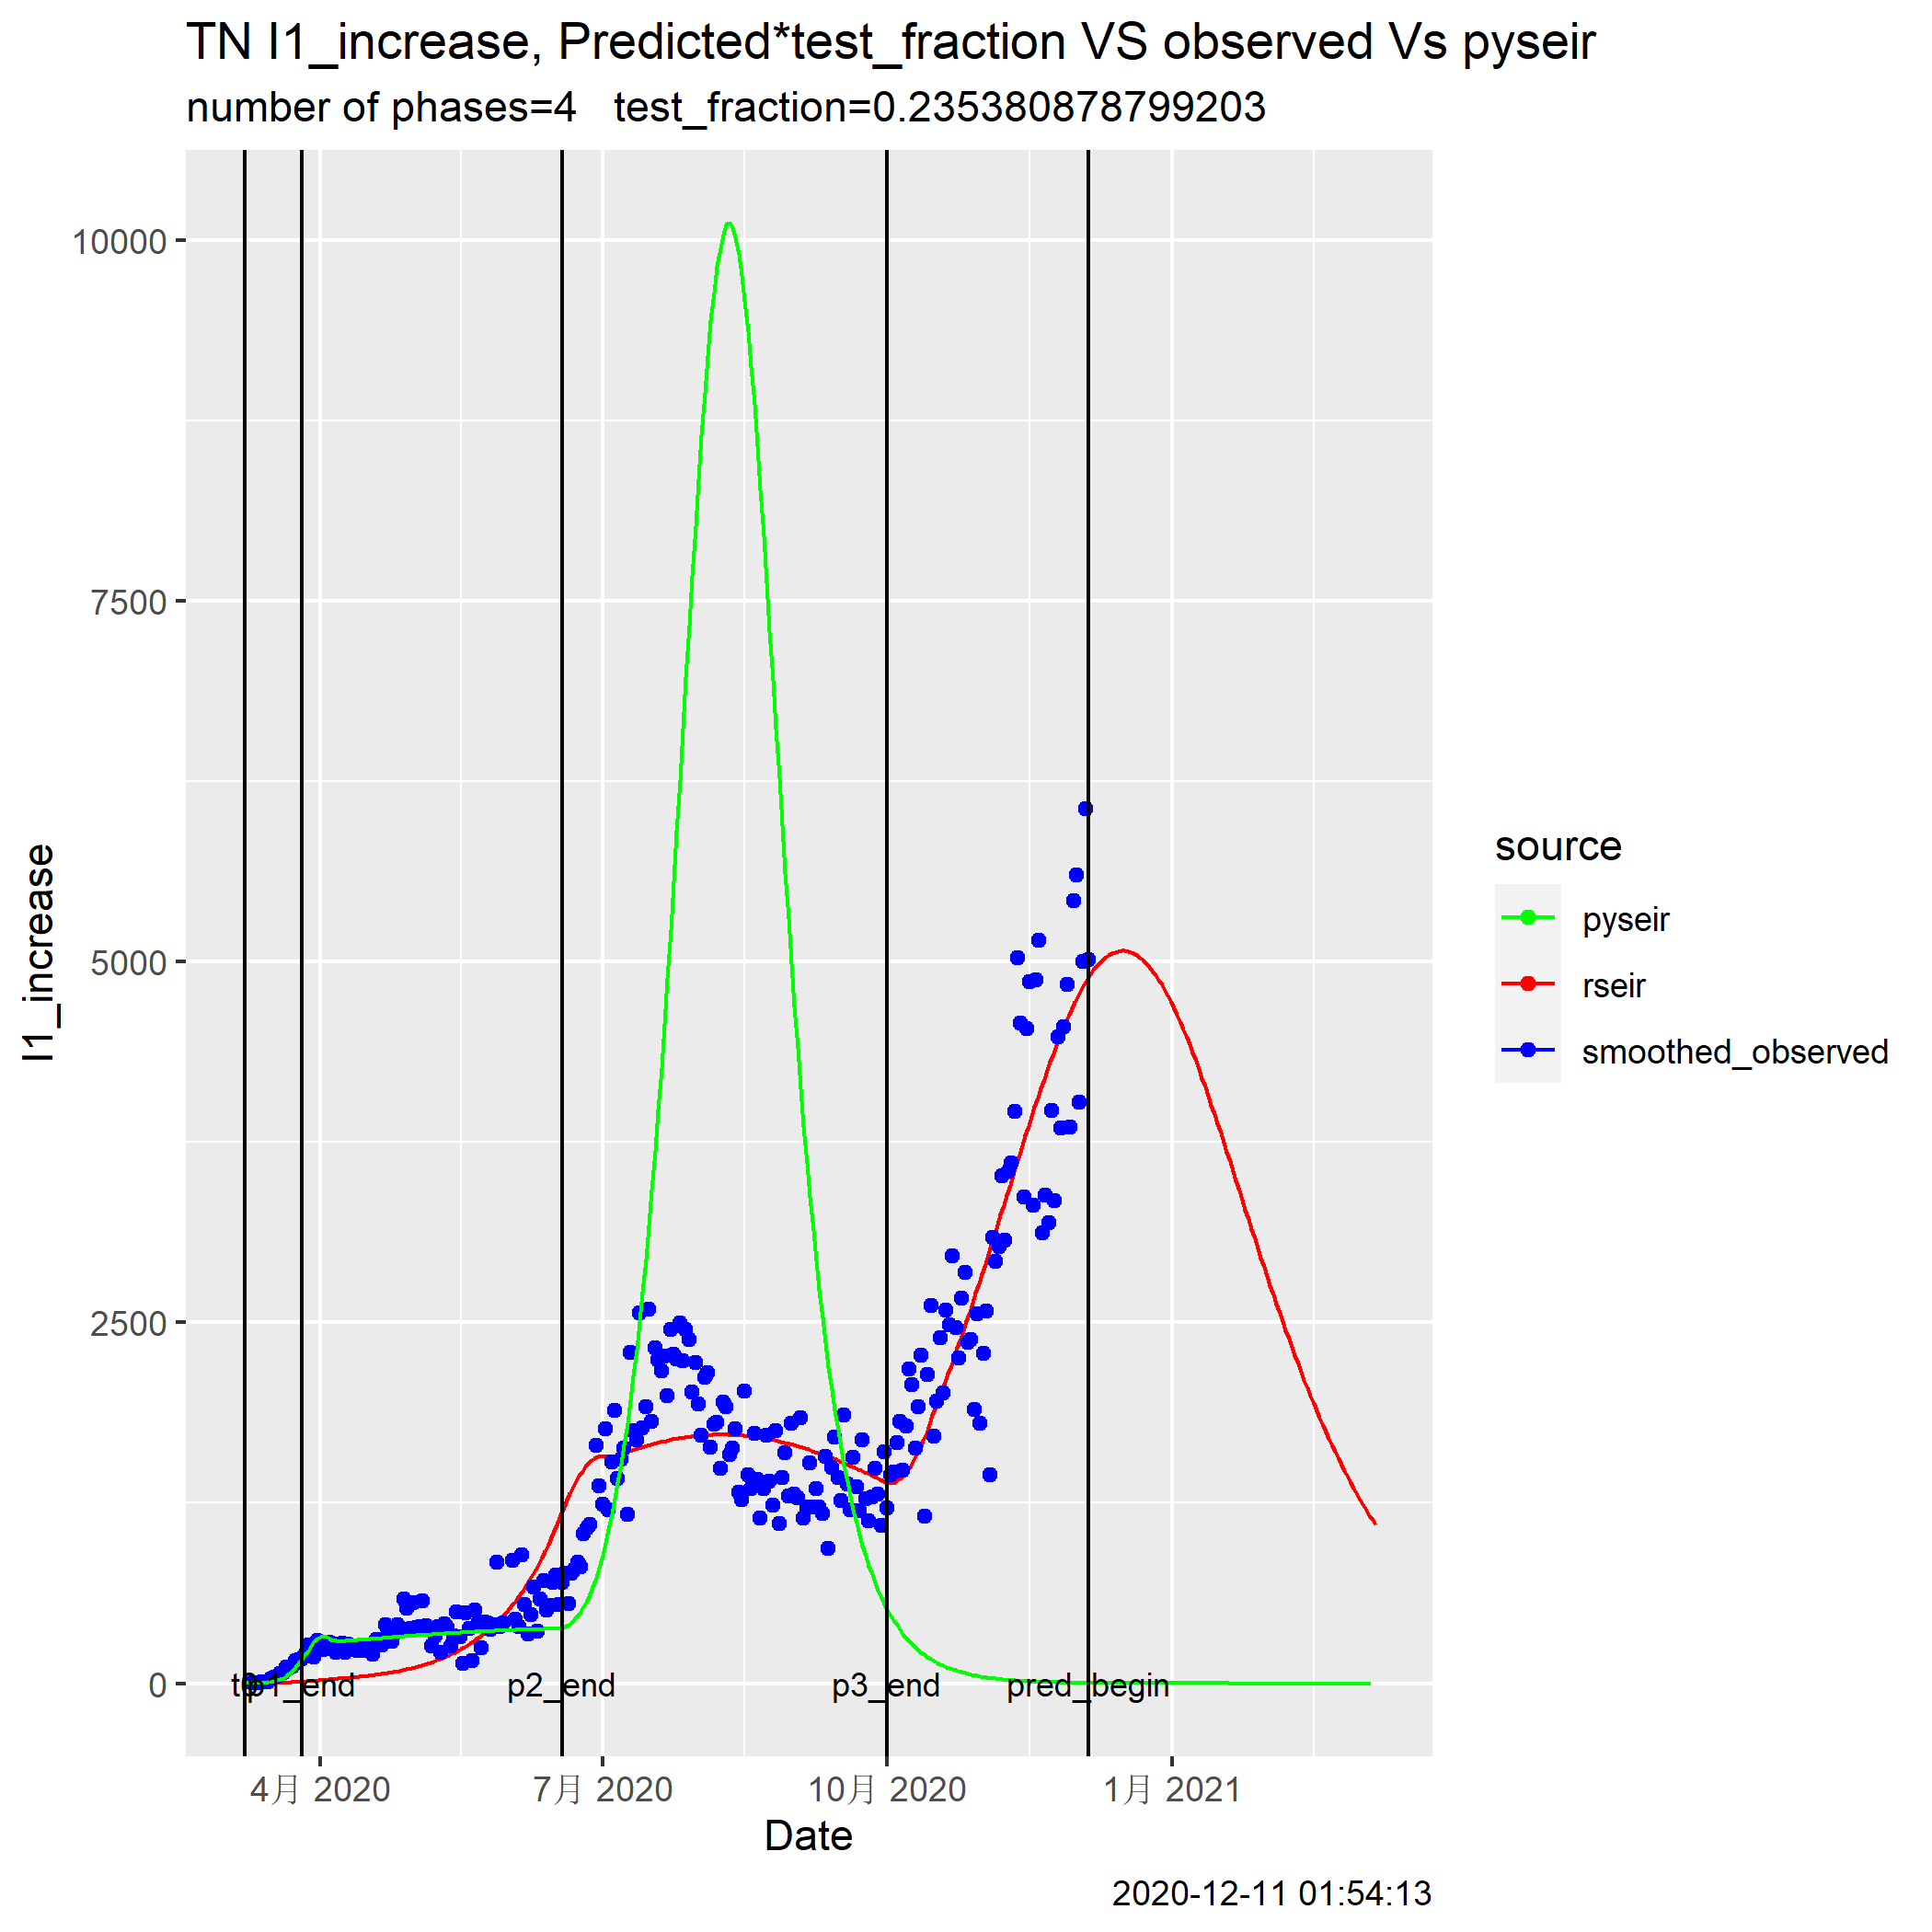 TN I1_increase, Predicted*test_fraction VS observed Vs pyseir
number of phases=4 test_fraction=0.235380878799203
10000
7500
5000
2500
0
I1_increase
t0
p1_end
p2_end
p3_end
pred_begin
4月 2020
7月 2020
10月 2020
1月 2021
Date
source
pyseir
rseir
smoothed_observed
2020-12-11 01:54:13